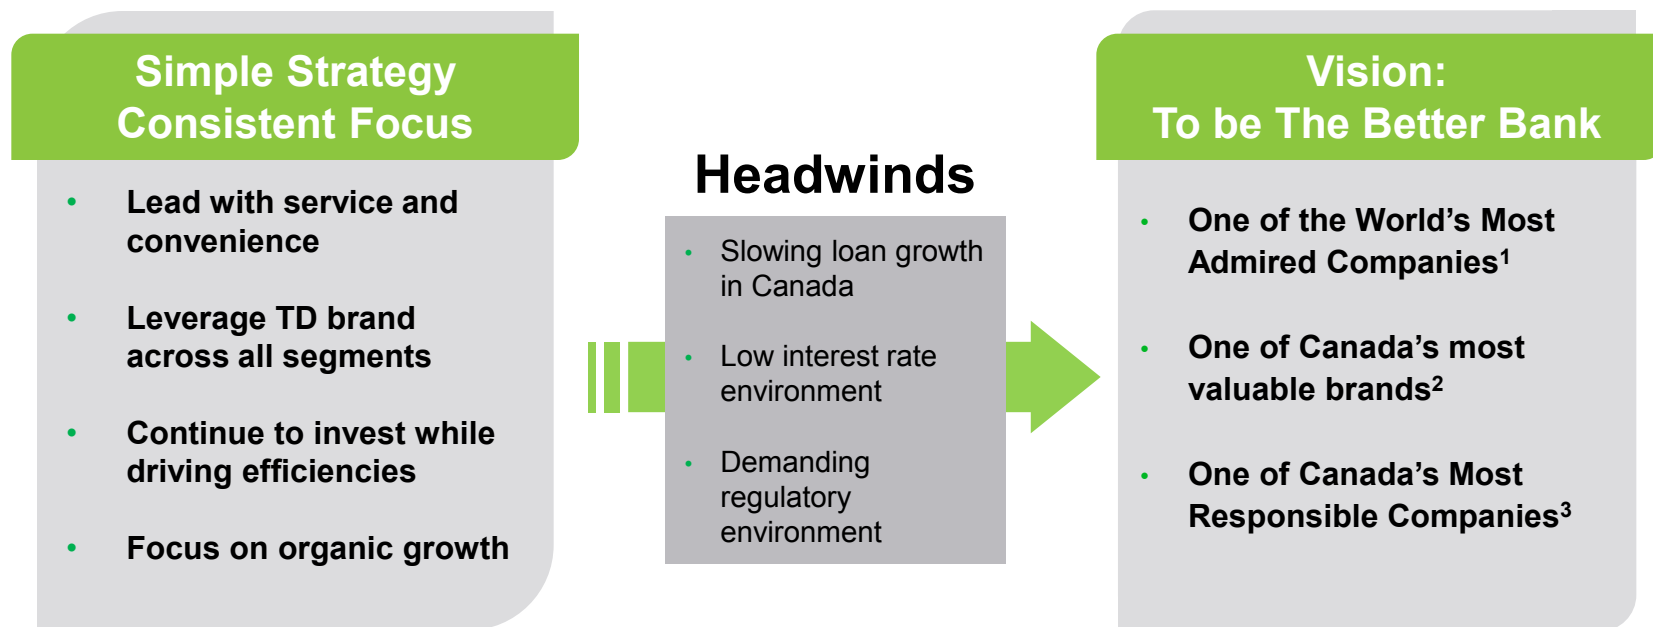 Simple Strategy
Consistent Focus
• Lead with service and
convenience
• Leverage TD brand
across all segments
• Continue to invest while
driving efficiencies
• Focus on organic growth
Headwinds
• Slowing loan growth
in Canada
• Low interest rate
environment
• Demanding
regulatory
environment
Vision:
To be The Better Bank
• One of the World’s Most
Admired Companies¹
• One of Canada’s most
valuable brands²
• One of Canada’s Most
Responsible Companies³